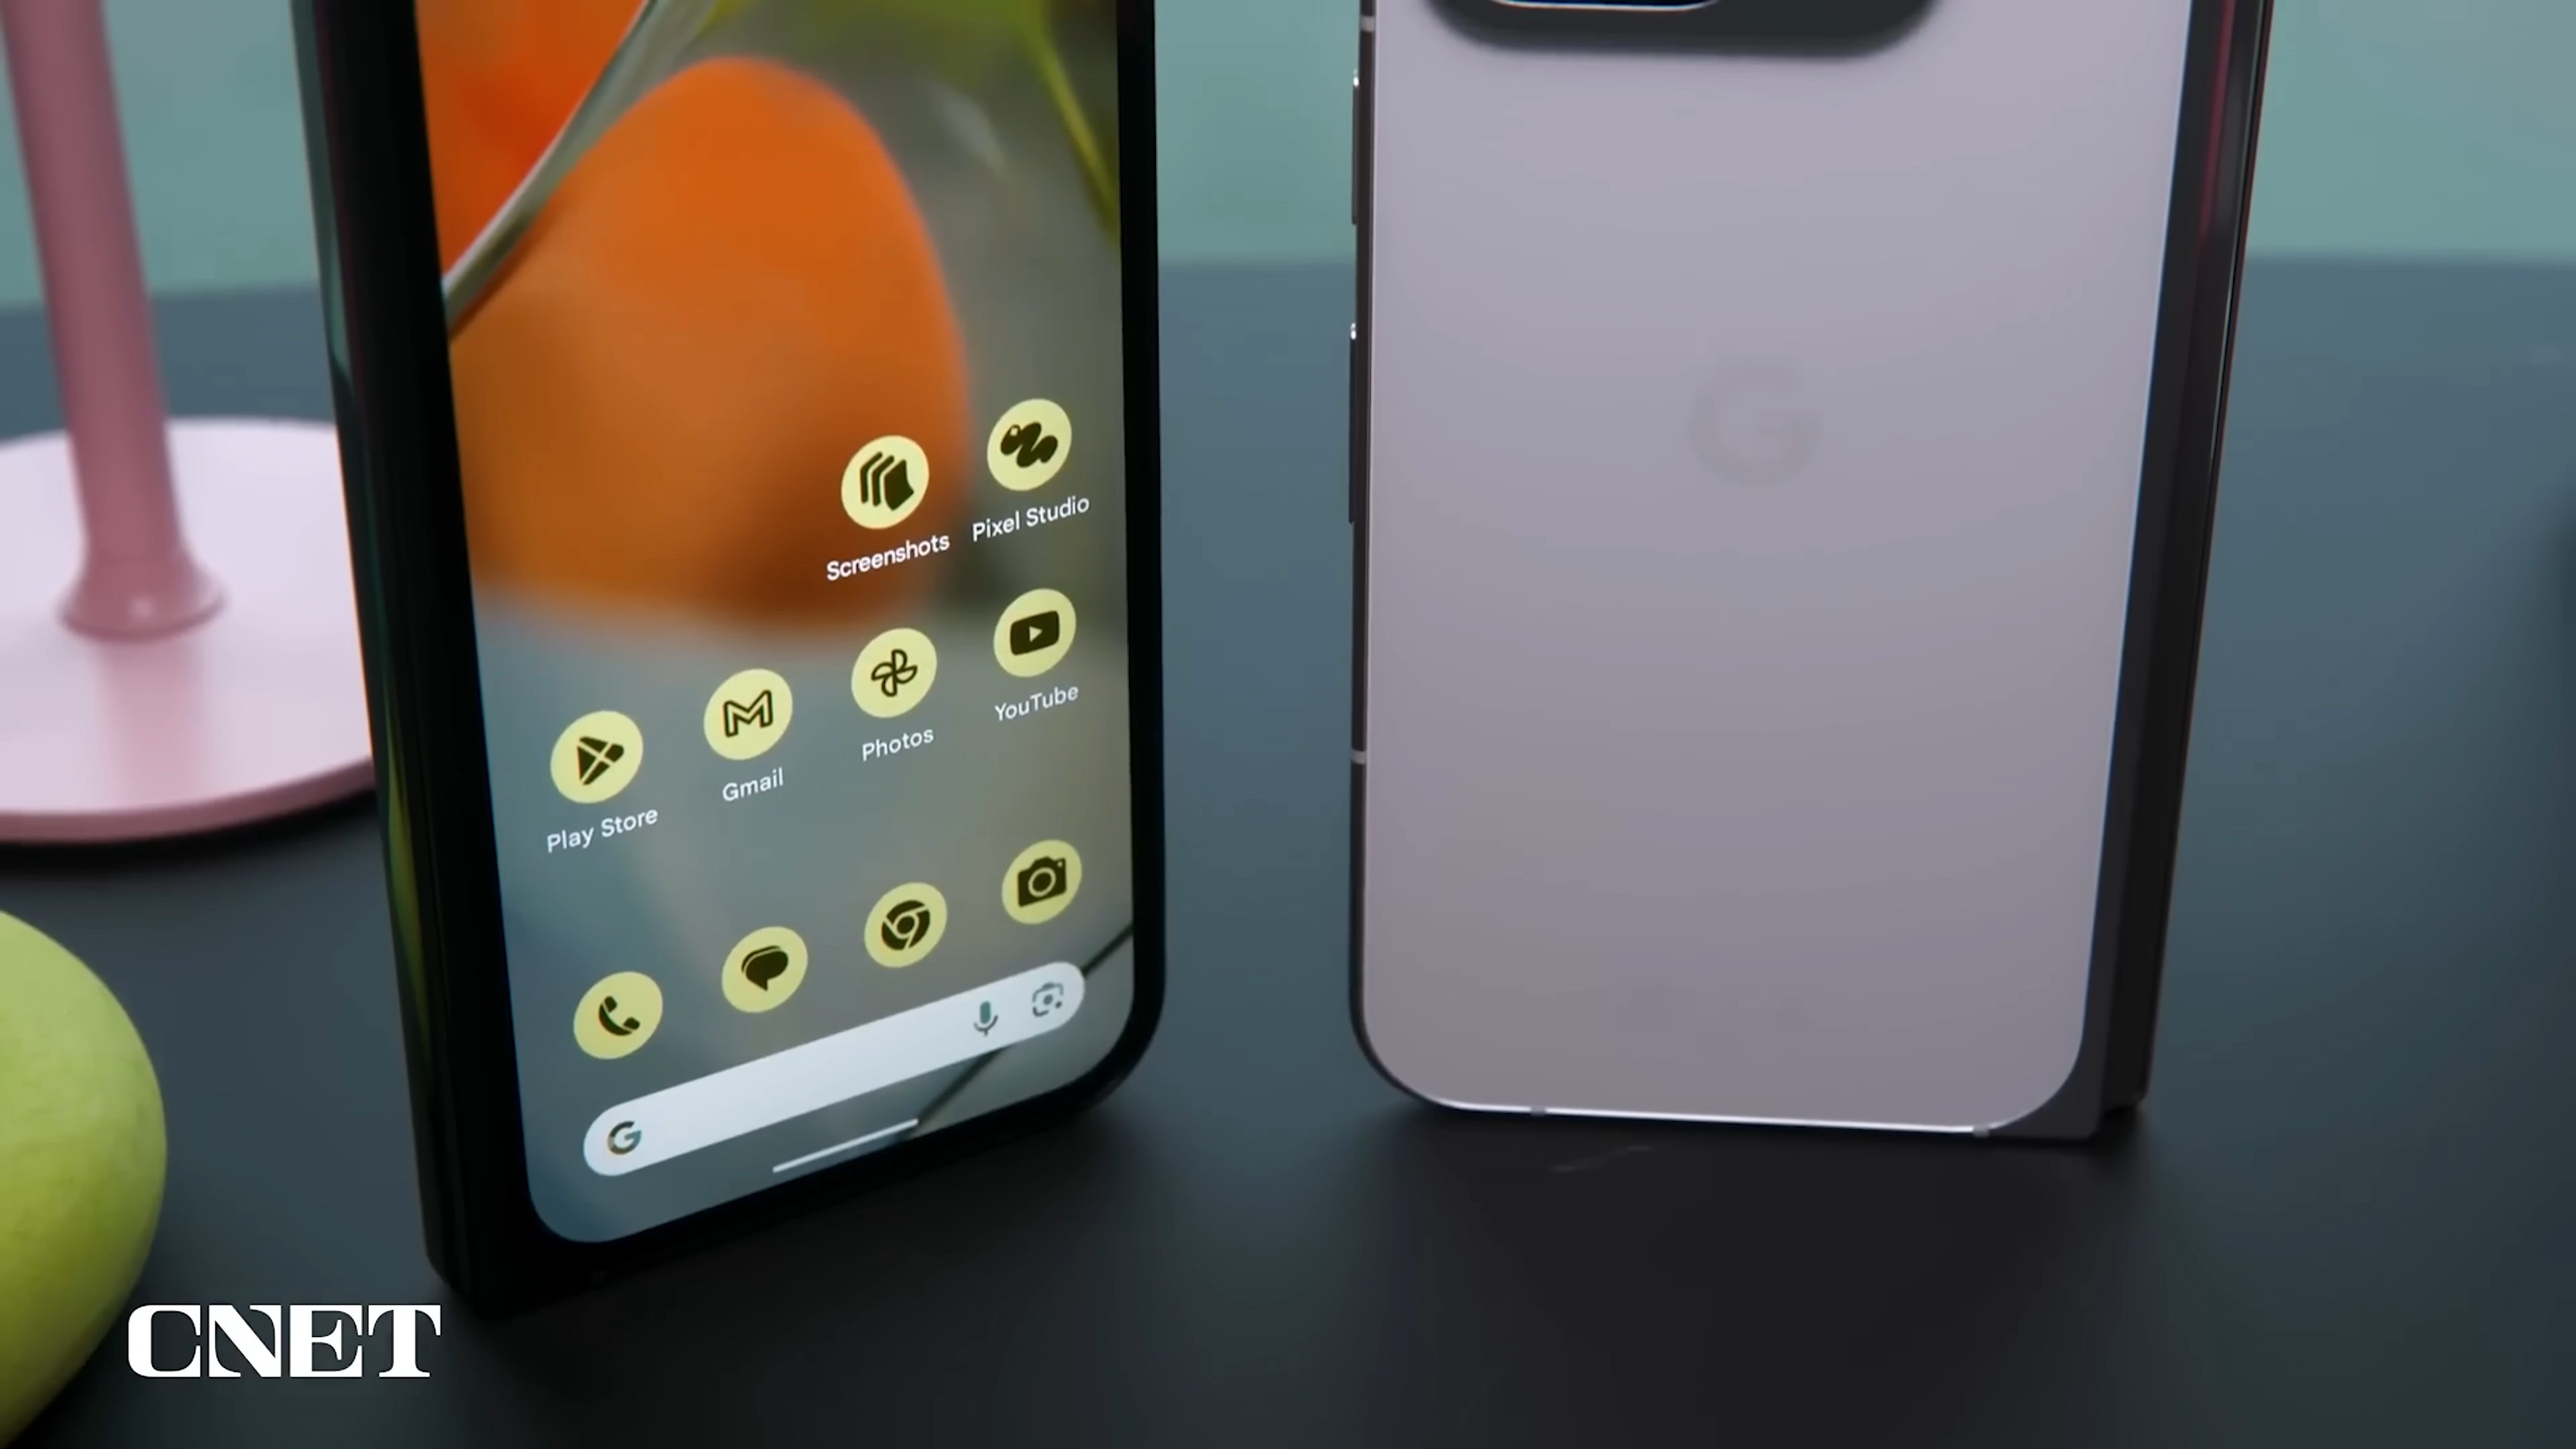 Screenshots
Pixel Studio
Play Store
Gmail
Photos
YouTube
G
G
CNET